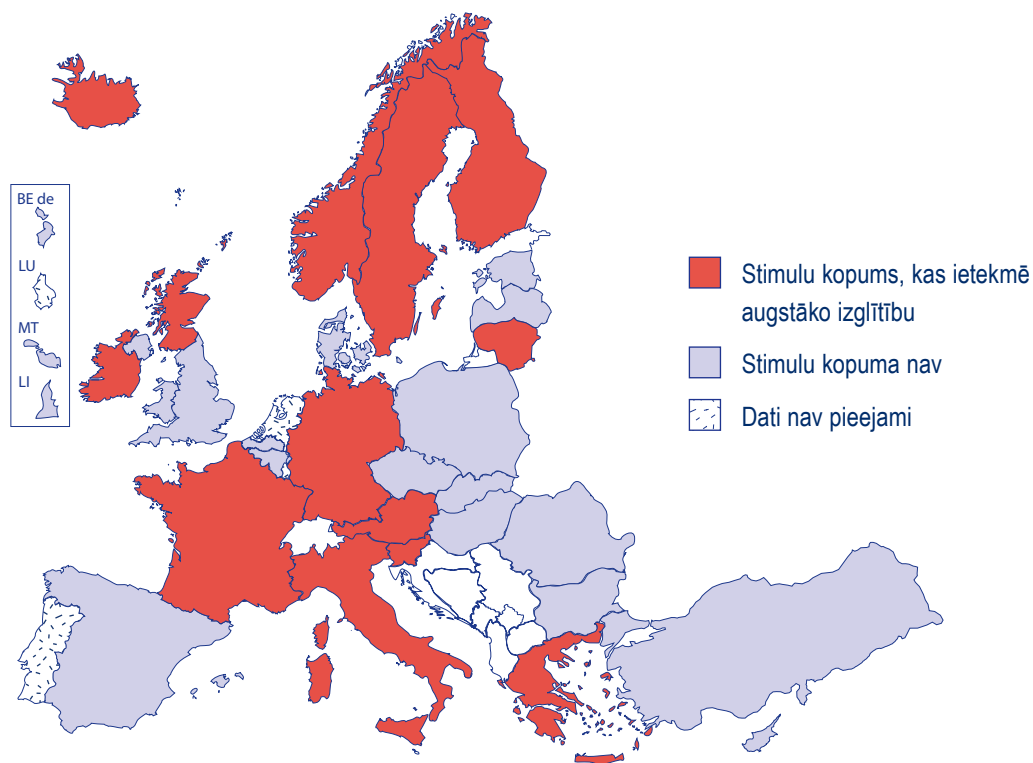 BE de
LU
MT
LI
Stimulu kopums, kas ietekmē
augstāko izglītību
Stimulu kopuma nav
Dati nav pieejami